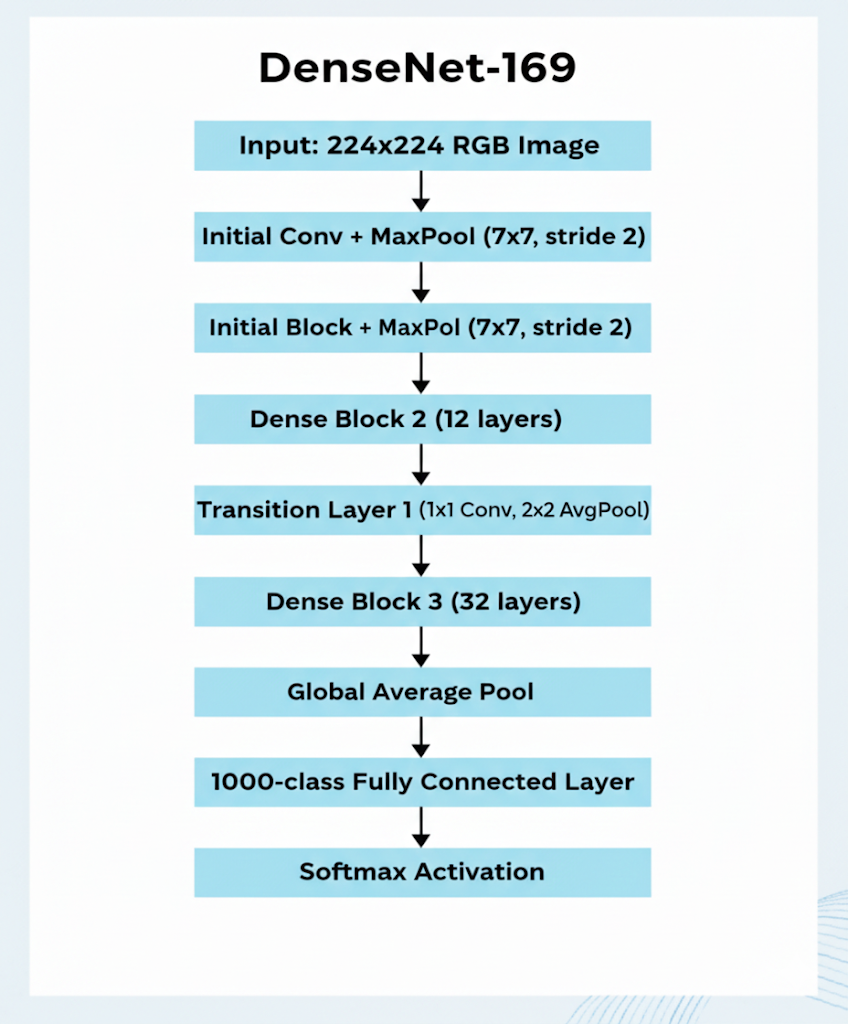 DenseNet-169
Input: 224x224 RGB Image
Initial Conv + MaxPool (7x7, stride 2)
Initial Block + MaxPol (7x7, stride 2)
Dense Block 2 (12 layers)
Transition Layer 1 (1x1 Conv, 2x2 AvgPool)
Dense Block 3 (32 layers)
Global Average Pool
1000-class Fully Connected Layer
Softmax Activation